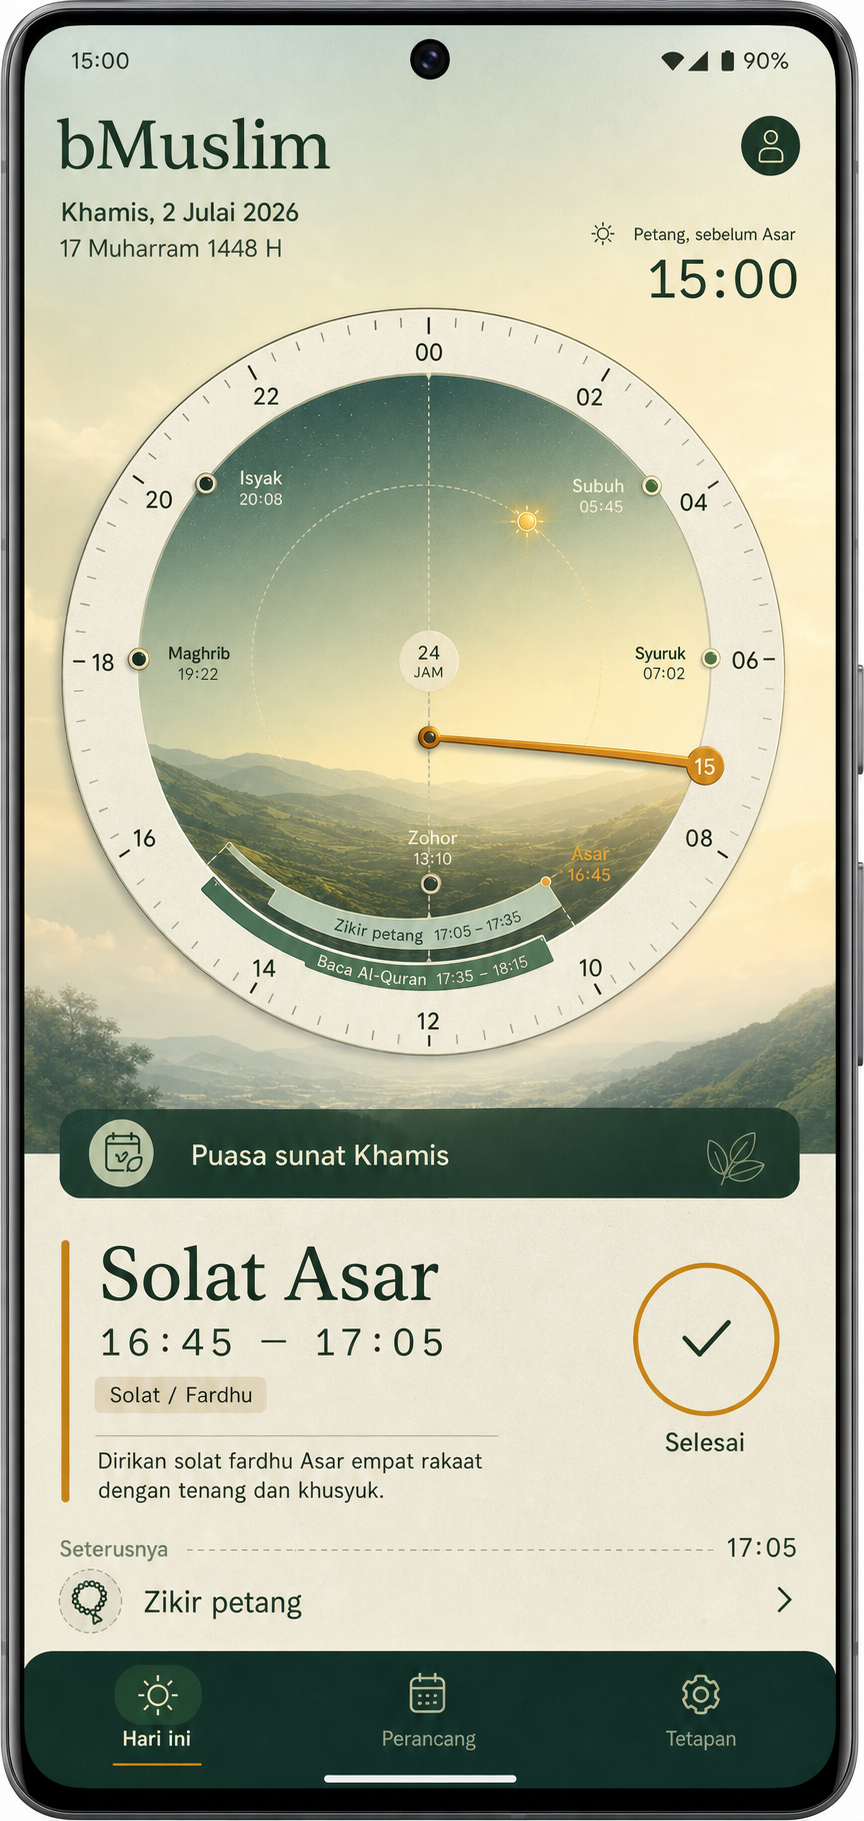 15:00
90%
bMuslim
Khamis, 2 Julai 2026
17 Muharram 1448 H
Petang, sebelum Asar
15:00
00
22
02
Isyak
20:08
Subuh
05:45
20
04
24
JAM
Maghrib
19:22
Syuruk
07:02
18
06
15
16
08
Zohor
13:10
Asar
16:45
Zikir petang 17:05 – 17:35
Baca Al-Quran 17:35 – 18:15
14
10
12
Puasa sunat Khamis
Solat Asar
16:45 – 17:05
Solat / Fardhu
Dirikan solat fardhu Asar empat rakaat
dengan tenang dan khusyuk.
Selesai
Seterusnya 17:05
Zikir petang
Hari ini
Perancang
Tetapan